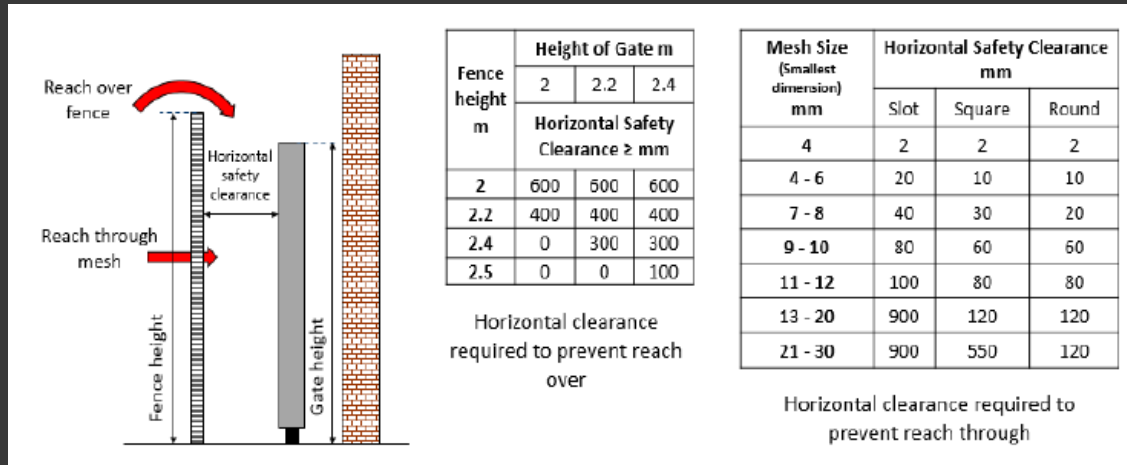 Reach over
fence
Horizontal
safety
clearance
Reach through
mesh
Fence height
Gate height
Fence
height
m
Height of Gate m
2 2.2 2.4
Horizontal Safety
Clearance ≥ mm
2 600 600 600
2.2 400 400 400
2.4 0 300 300
2.5 0 0 100
Horizontal clearance
required to prevent reach
over
Mesh Size
(Smallest
dimension)
mm
Horizontal Safety Clearance
mm
Slot Square Round
4 2 2 2
4 - 6 20 10 10
7 - 8 40 30 20
9 - 10 80 60 60
11 - 12 100 80 80
13 - 20 900 120 120
21 - 30 900 550 120
Horizontal clearance required to
prevent reach through